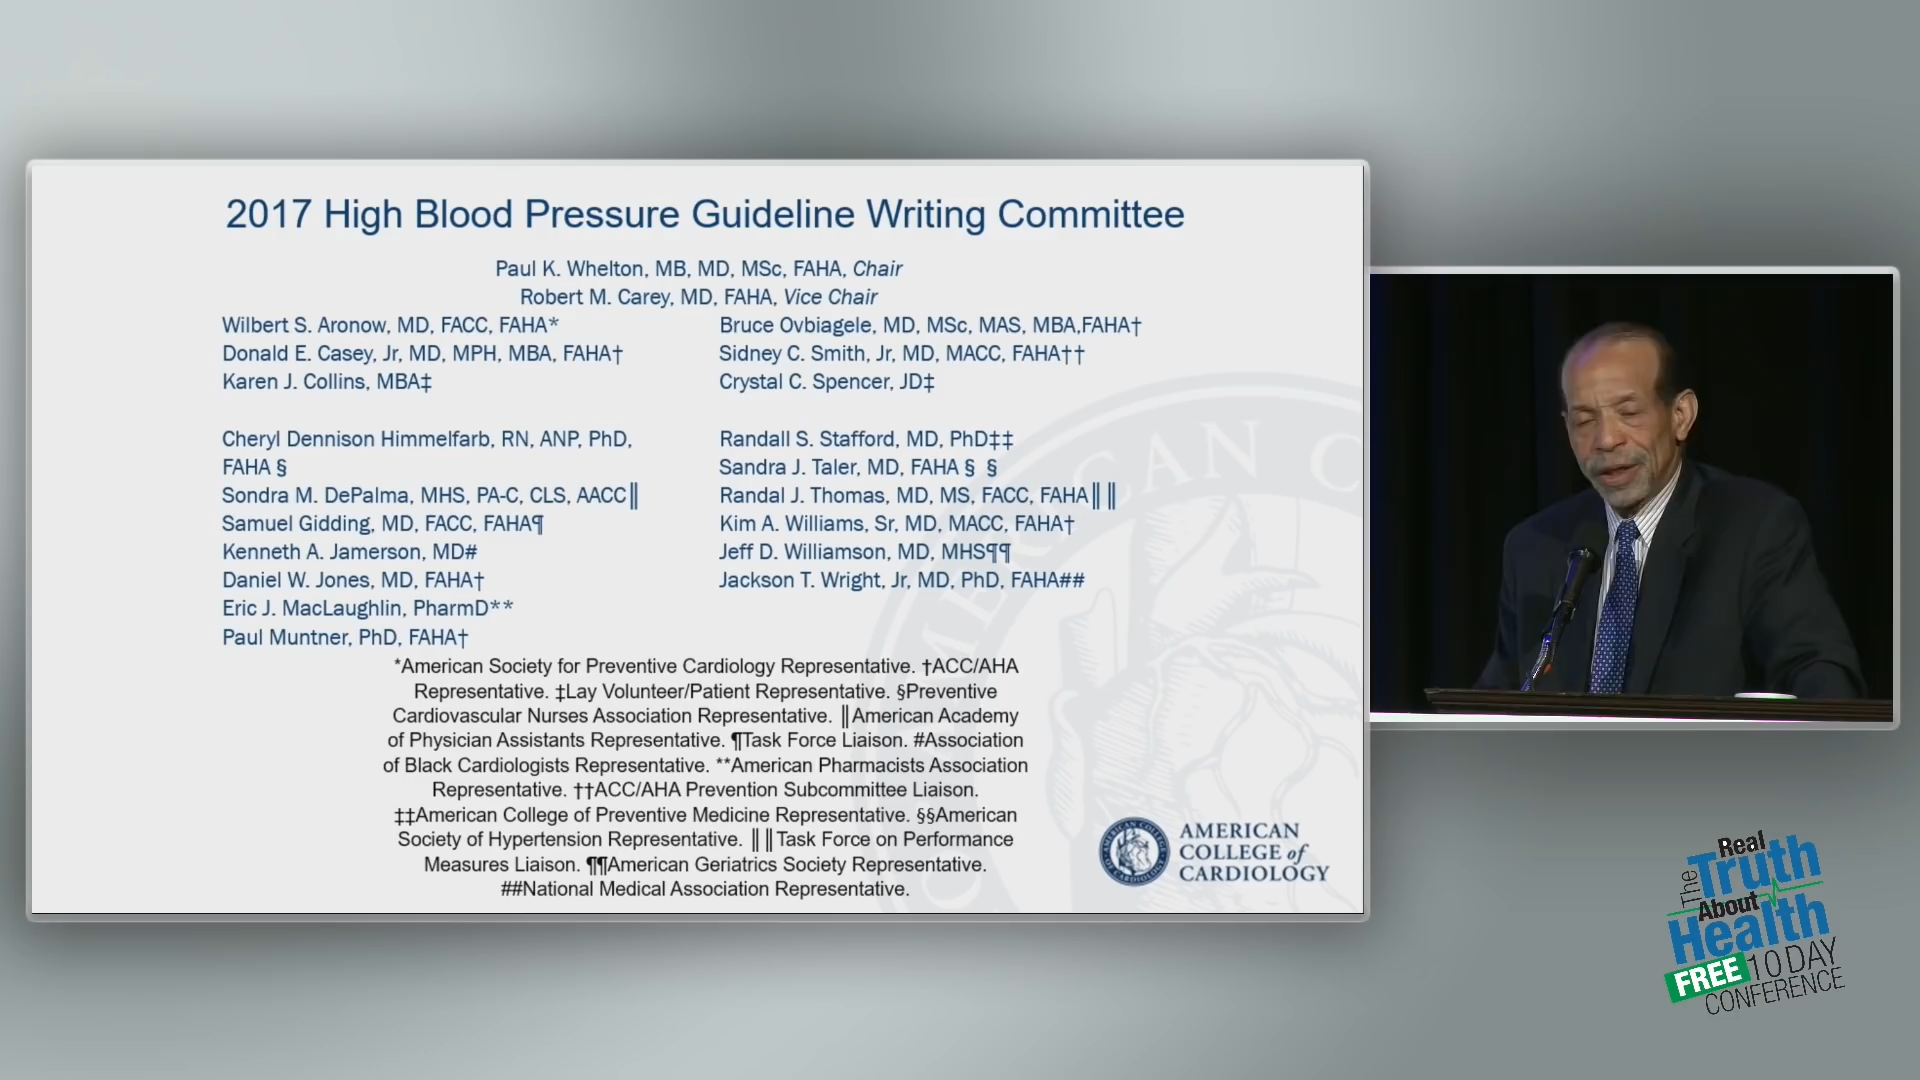 2017 High Blood Pressure Guideline Writing Committee
Paul K. Whelton, MB, MD, MSc, FAHA, Chair
Robert M. Carey, MD, FAHA, Vice Chair
Wilbert S. Aronow, MD, FACC, FAHA*
Donald E. Casey, Jr, MD, MPH, MBA, FAHA†
Karen J. Collins, MBA‡
Cheryl Dennison Himmelfarb, RN, ANP, PhD,
FAHA §
Sondra M. DePalma, MHS, PA-C, CLS, AACC║
Samuel Gidding, MD, FACC, FAHA¶
Kenneth A. Jamerson, MD#
Daniel W. Jones, MD, FAHA†
Eric J. MacLaughlin, PharmD**
Paul Muntner, PhD, FAHA†
Bruce Ovbiagele, MD, MSc, MAS, MBA,FAHA†
Sidney C. Smith, Jr, MD, MACC, FAHA††
Crystal C. Spencer, JD‡
Randall S. Stafford, MD, PhD‡‡
Sandra J. Taler, MD, FAHA § §
Randal J. Thomas, MD, MS, FACC, FAHA║║
Kim A. Williams, Sr, MD, MACC, FAHA†
Jeff D. Williamson, MD, MHS¶¶
Jackson T. Wright, Jr, MD, PhD, FAHA##
*American Society for Preventive Cardiology Representative. †ACC/AHA
Representative. ‡Lay Volunteer/Patient Representative. §Preventive
Cardiovascular Nurses Association Representative. ║American Academy
of Physician Assistants Representative. ¶Task Force Liaison. #Association
of Black Cardiologists Representative. **American Pharmacists Association
Representative. ††ACC/AHA Prevention Subcommittee Liaison.
‡‡American College of Preventive Medicine Representative. §§American
Society of Hypertension Representative. ║║Task Force on Performance
Measures Liaison. ¶¶American Geriatrics Society Representative.
##National Medical Association Representative.
AMERICAN
COLLEGE of
CARDIOLOGY
The Real
Truth
About
Health
FREE 10 DAY
CONFERENCE